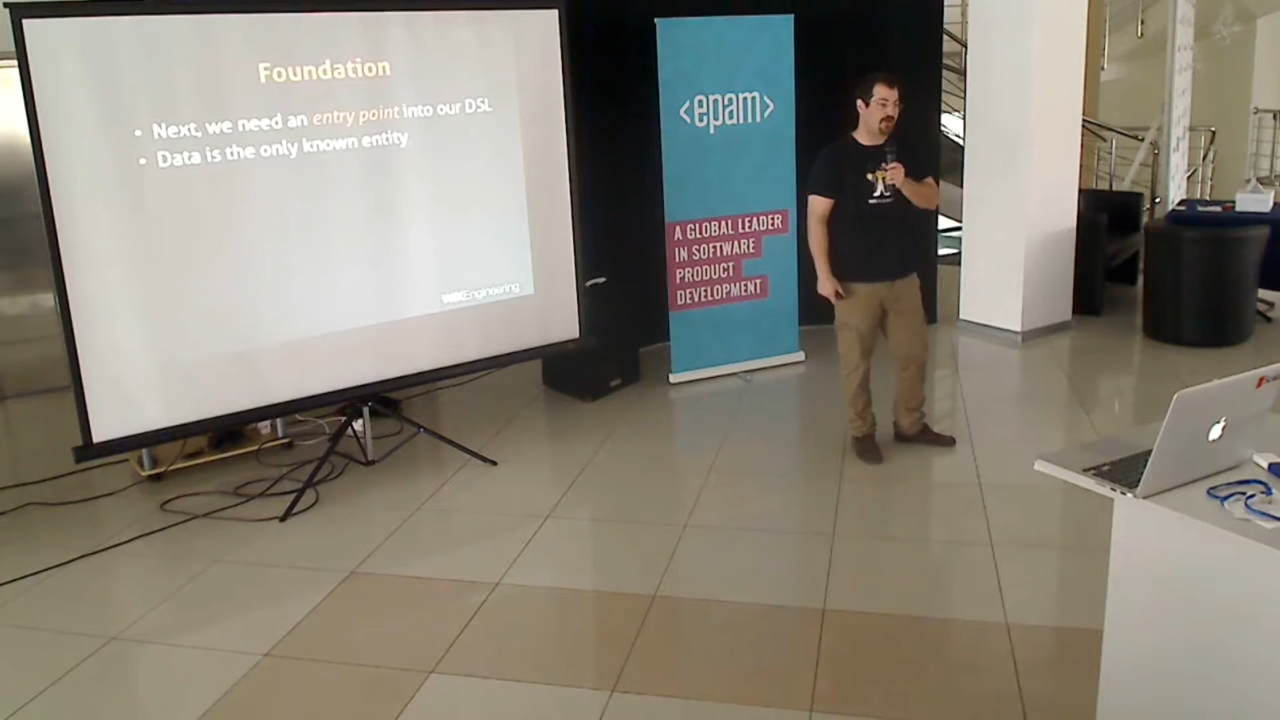 Foundation
• Next, we need an entry point into our DSL
• Data is the only known entity
WiXEngineering
<epam>
A GLOBAL LEADER
IN SOFTWARE
PRODUCT
DEVELOPMENT